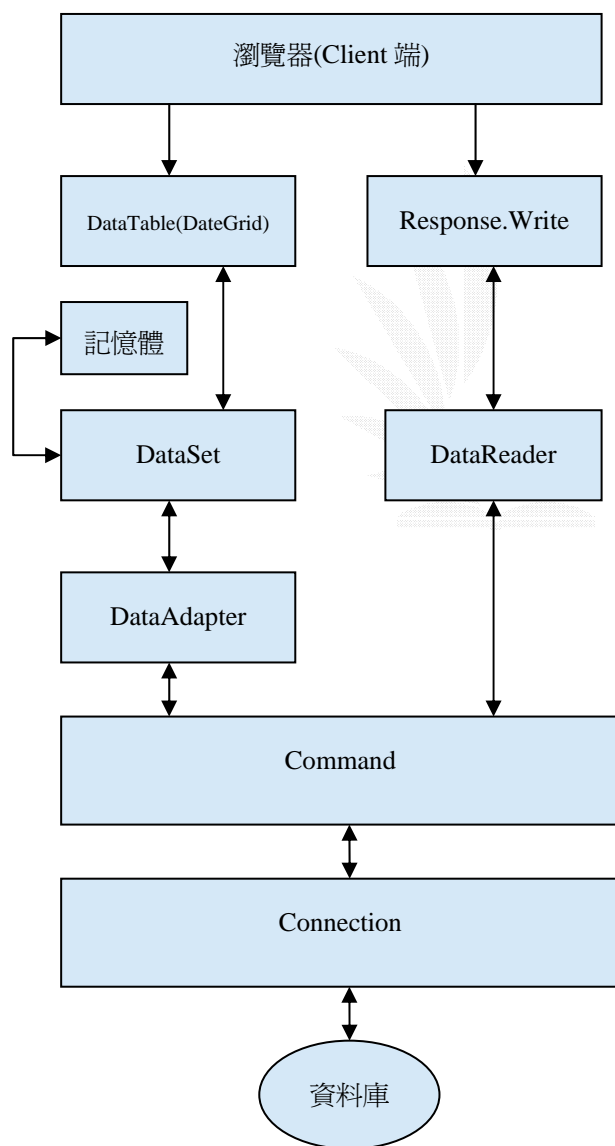 瀏覽器(Client 端)
DataTable(DateGrid)
Response.Write
記憶體
DataSet
DataReader
DataAdapter
Command
Connection
資料庫